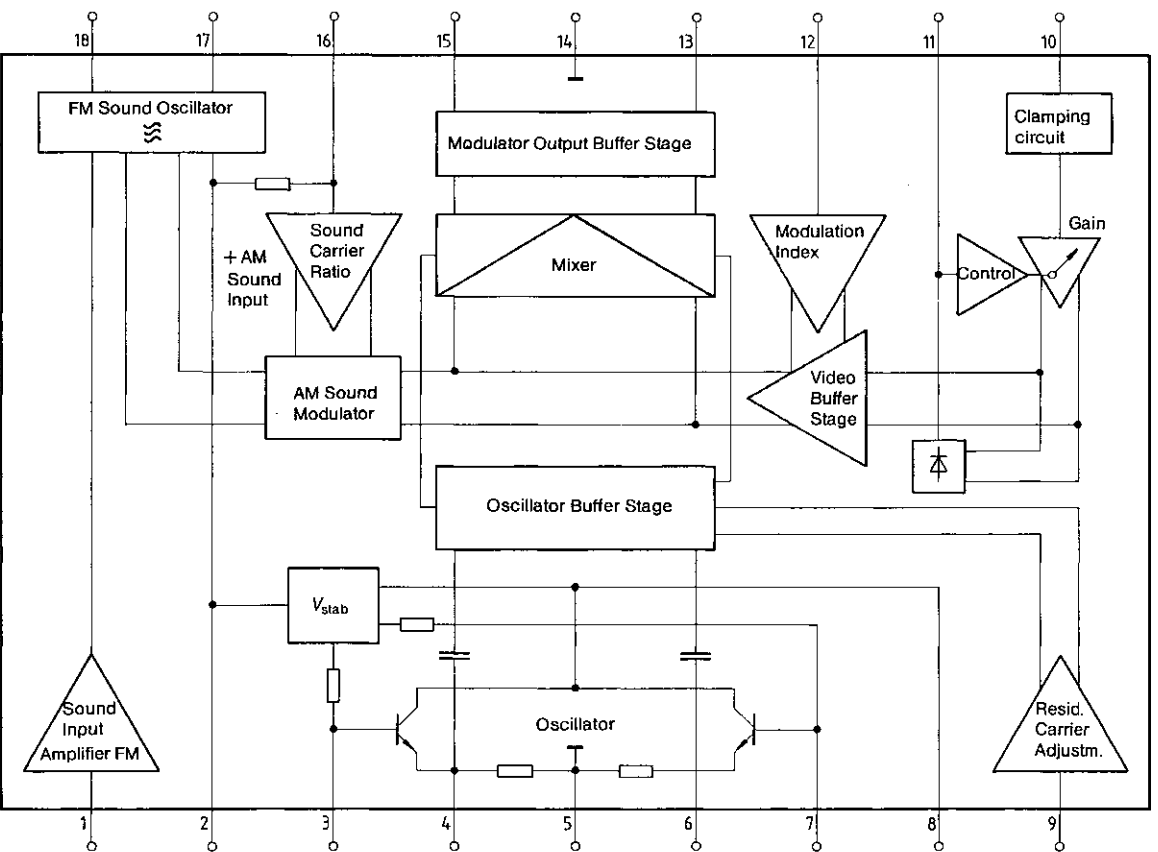 18 17 16 15 14 13 12 11 10
FM Sound Oscillator
Modulator Output Buffer Stage
Clamping
circuit
Sound
Carrier
Ratio
+ AM
Sound
Input
Mixer
Modulation
Index
Gain
Control
AM Sound
Modulator
Video
Buffer
Stage
Oscillator Buffer Stage
Vstab
Sound
Input
Amplifier FM
Oscillator
Resid.
Carrier
Adjustm.
1 2 3 4 5 6 7 8 9